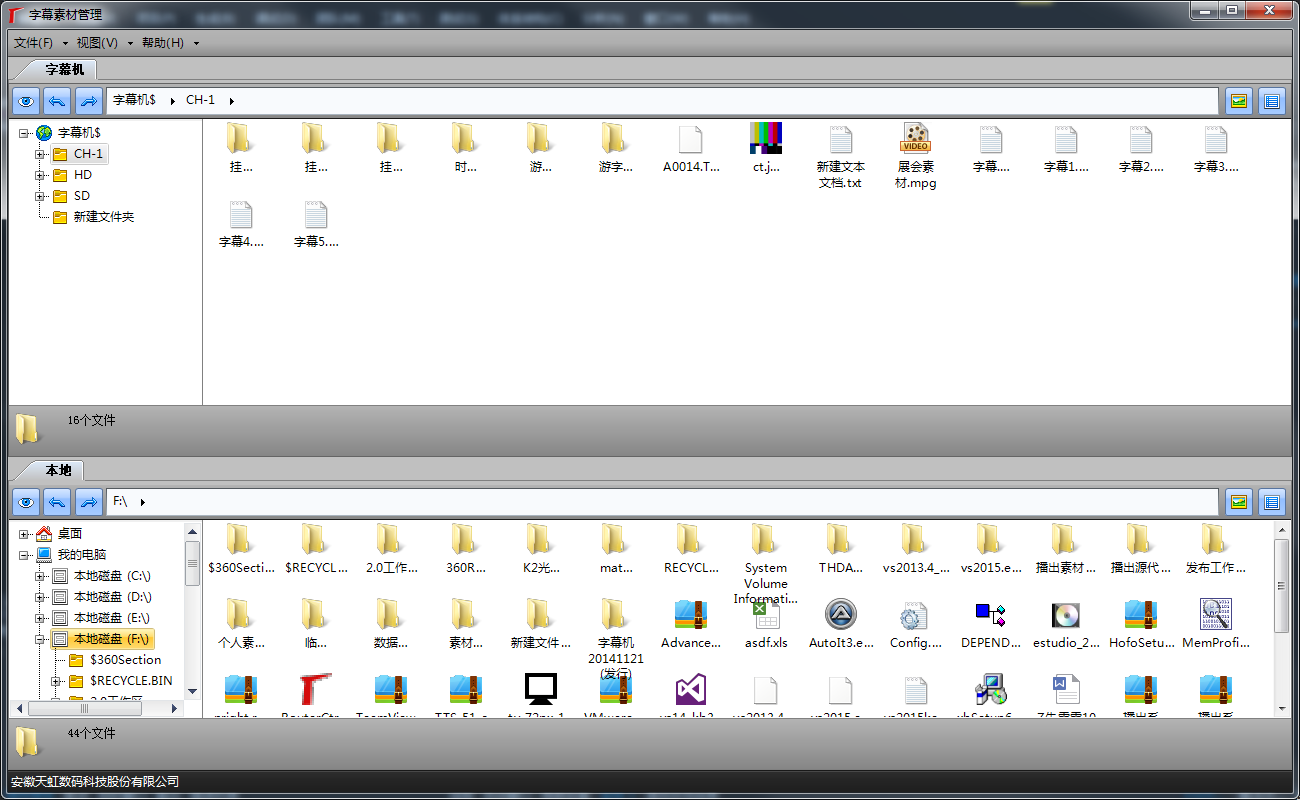 字幕素材管理
文件(F) 视图(V) 帮助(H)
字幕机
字幕机$ CH-1
字幕机$
CH-1
HD
SD
新建文件夹
挂... 挂... 挂... 时... 游... 游字... A0014.T... ct.j... 新建文本 展会素 字幕.... 字幕1.... 字幕2.... 字幕3....
文档.txt 材.mpg
字幕4.... 字幕5....
16个文件
本地
F:\
桌面
我的电脑
本地磁盘 (C:\)
本地磁盘 (D:\)
本地磁盘 (E:\)
本地磁盘 (F:\)
$360Section
$RECYCLE.BIN
2.0工作区
$360Secti... $RECYCL... 2.0工作... 360R... K2光... mat... RECYCL... System THDA... vs2013.4_... vs2015.e... 播出素材... 播出源代... 发布工作...
Volume
Informati...
个人素... 临... 数据... 素材... 新建文件... 字幕机 Advance... asdf.xls AutoIt3.e... Config.... DEPEND... estudio_2... HofoSetu... MemProfi...
20141121
(发行)
RouterCtr TeamView VMware
44个文件
安徽天虹数码科技股份有限公司